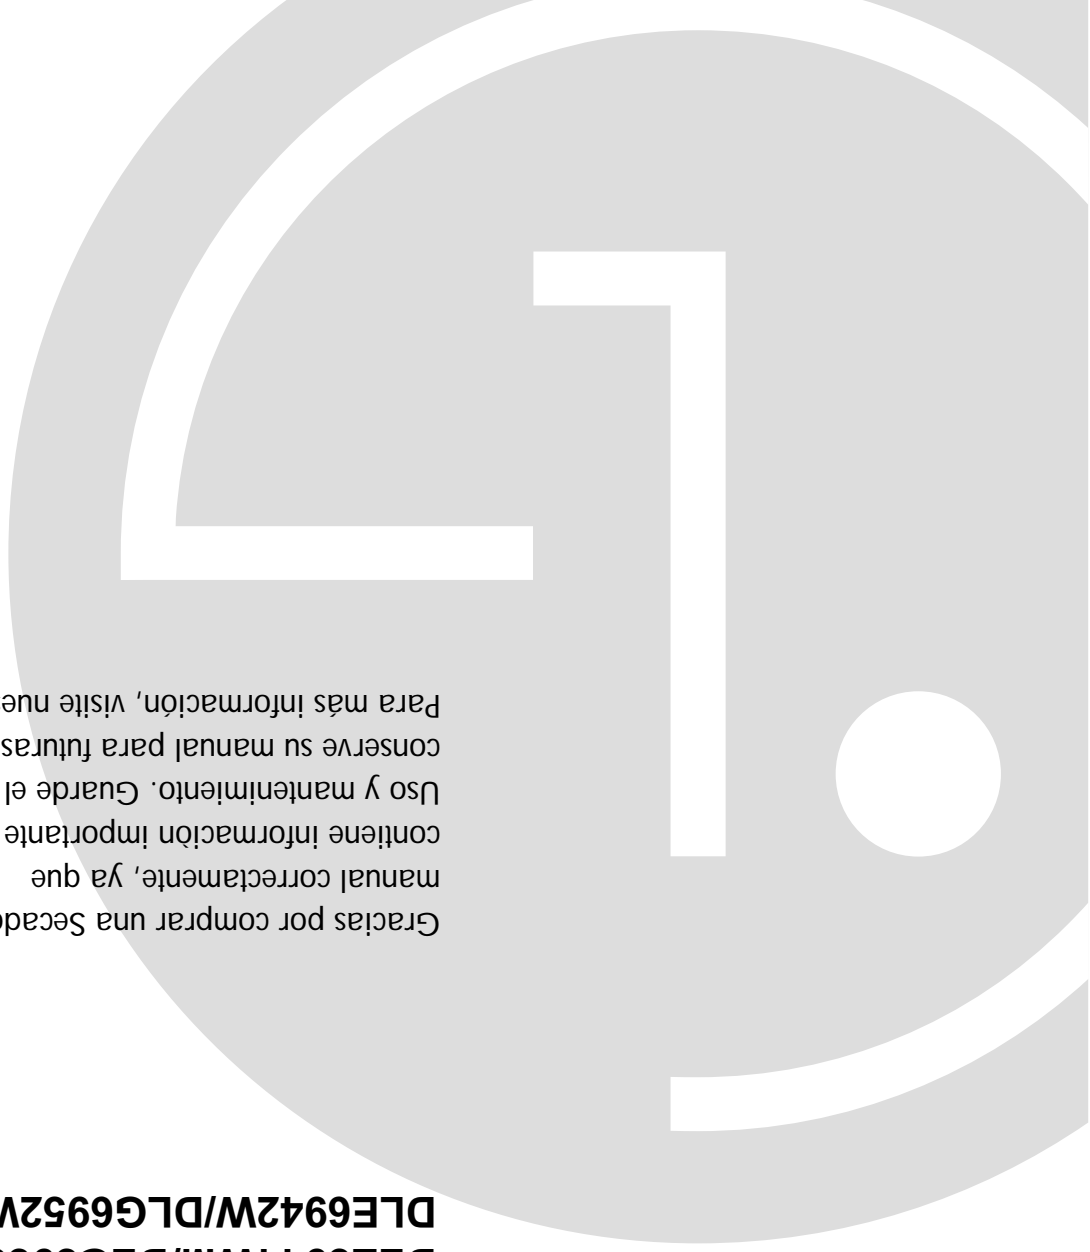 DLE6942W/DLG6952W
Gracias por comprar una Secad
manual correctamente, ya que
contiene informaciòn importante
Uso y mantenimiento. Guarde el
conserve su manual para futuras
Para más información, visite nue